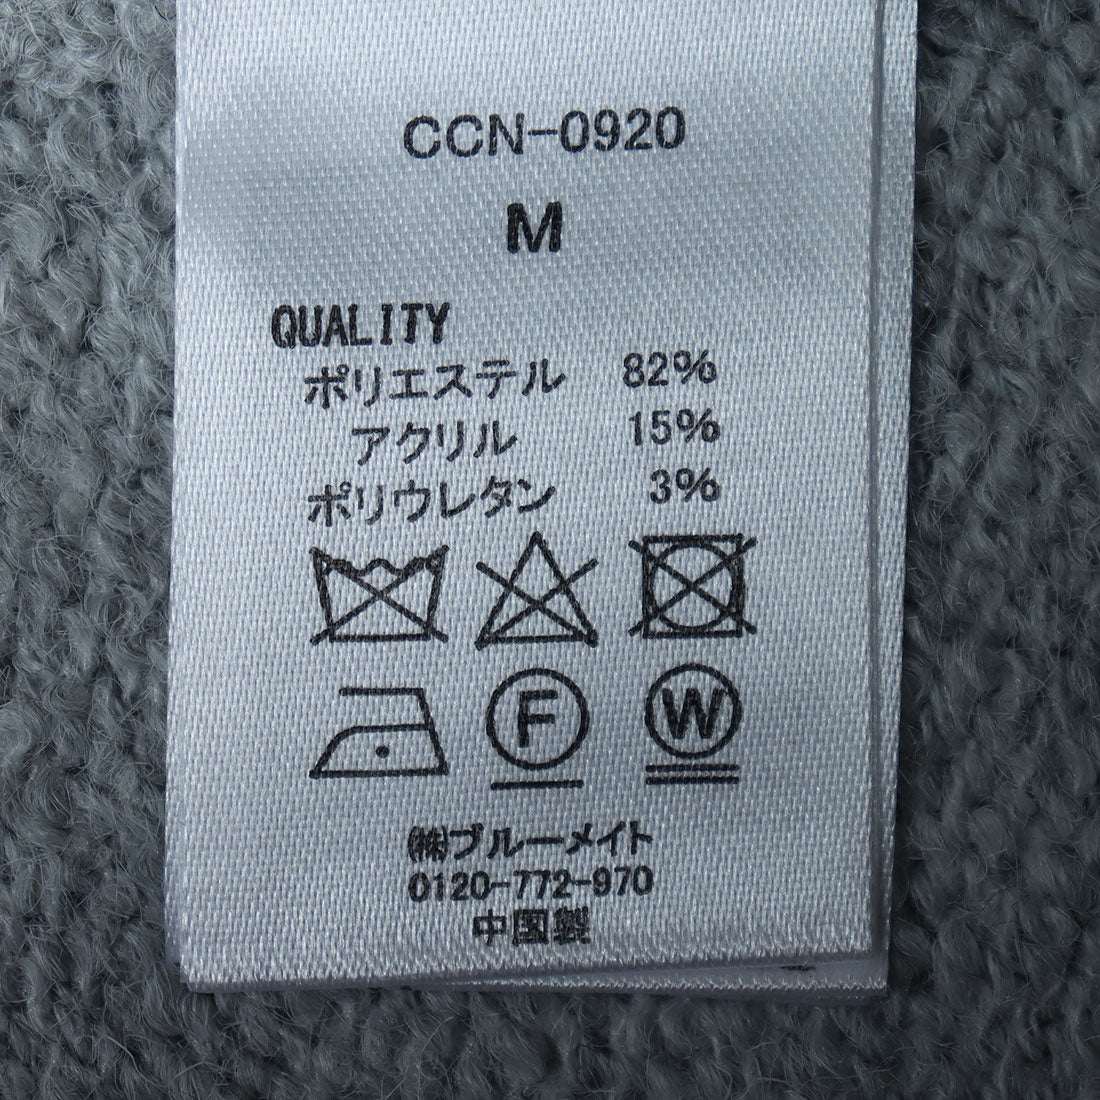 CCN-0920
M
QUALITY
ポリエステル 82%
アクリル 15%
ポリウレタン 3%
F W
㈱ブルーメイト
0120-772-970
中国製